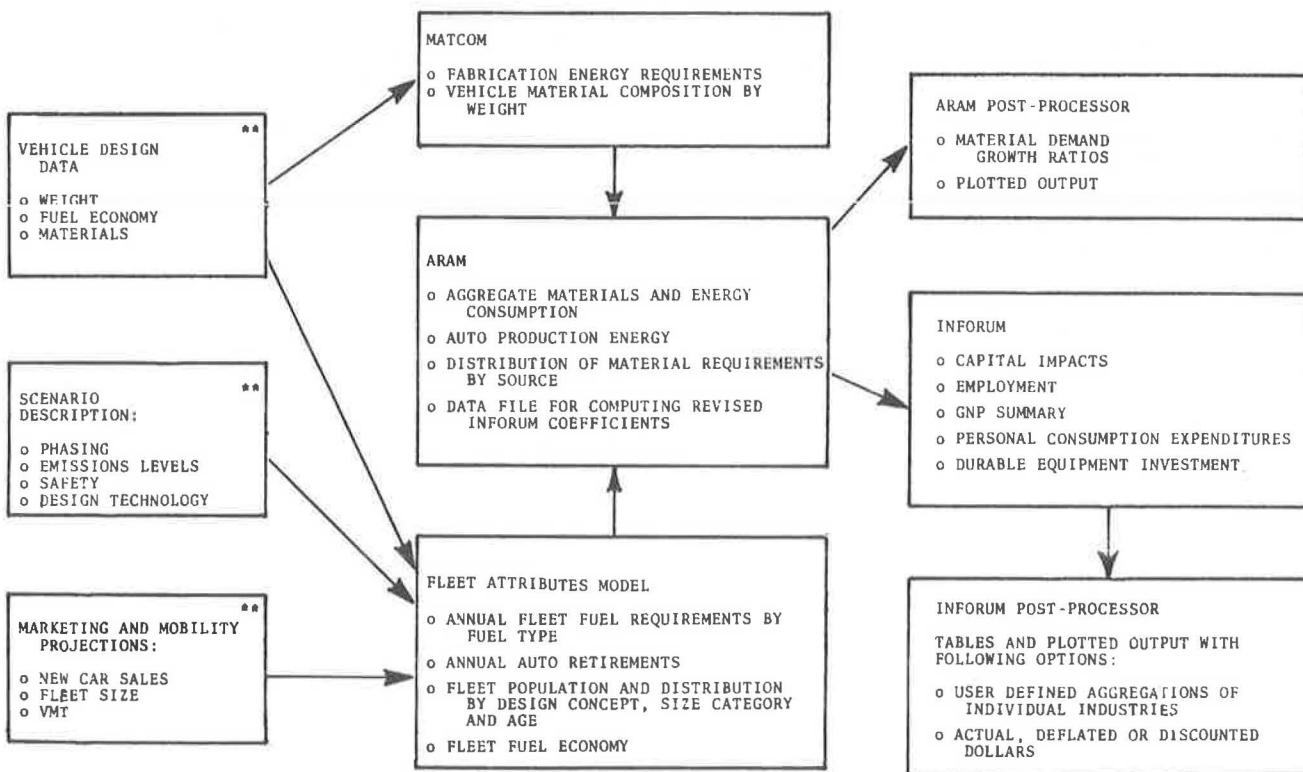 **
VEHICLE DESIGN
DATA
o WEIGHT
o FUEL ECONOMY
o MATERIALS
**
SCENARIO
DESCRIPTION:
o PHASING
o EMISSIONS LEVELS
o SAFETY
o DESIGN TECHNOLOGY
**
MARKETING AND MOBILITY
PROJECTIONS:
o NEW CAR SALES
o FLEET SIZE
o VMT
MATCOM
o FABRICATION ENERGY REQUIREMENTS
o VEHICLE MATERIAL COMPOSITION BY
WEIGHT
ARAM
o AGGREGATE MATERIALS AND ENERGY
CONSUMPTION
o AUTO PRODUCTION ENERGY
o DISTRIBUTION OF MATERIAL REQUIREMENTS
BY SOURCE
o DATA FILE FOR COMPUTING REVISED
INFORUM COEFFICIENTS
FLEET ATTRIBUTES MODEL
o ANNUAL FLEET FUEL REQUIREMENTS BY
FUEL TYPE
o ANNUAL AUTO RETIREMENTS
o FLEET POPULATION AND DISTRIBUTION
BY DESIGN CONCEPT, SIZE CATEGORY
AND AGE
o FLEET FUEL ECONOMY
ARAM POST-PROCESSOR
o MATERIAL DEMAND
GROWTH RATIOS
o PLOTTED OUTPUT
INFORUM
o CAPITAL IMPACTS
o EMPLOYMENT
o GNP SUMMARY
o PERSONAL CONSUMPTION EXPENDITURES
o DURABLE EQUIPMENT INVESTMENT
INFORUM POST-PROCESSOR
TABLES AND PLOTTED OUTPUT WITH
FOLLOWING OPTIONS:
o USER DEFINED AGGREGATIONS OF
INDIVIDUAL INDUSTRIES
o ACTUAL, DEFLATED OR DISCOUNTED
DOLLARS